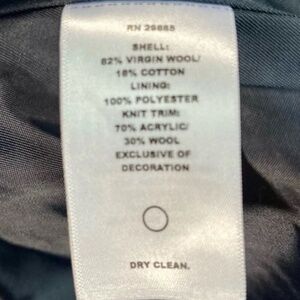 RN 29885
SHELL:
82% VIRGIN WOOL/
18% COTTON
LINING:
100% POLYESTER
KNIT TRIM:
70% ACRYLIC/
30% WOOL
EXCLUSIVE OF
DECORATION
DRY CLEAN.